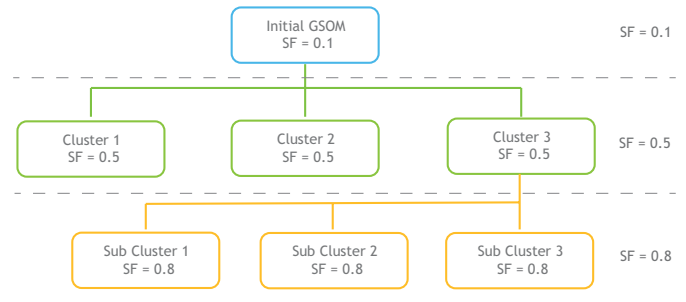 Initial GSOM
SF = 0.1
SF = 0.1
Cluster 1
SF = 0.5
Cluster 2
SF = 0.5
Cluster 3
SF = 0.5
SF = 0.5
Sub Cluster 1
SF = 0.8
Sub Cluster 2
SF = 0.8
Sub Cluster 3
SF = 0.8
SF = 0.8